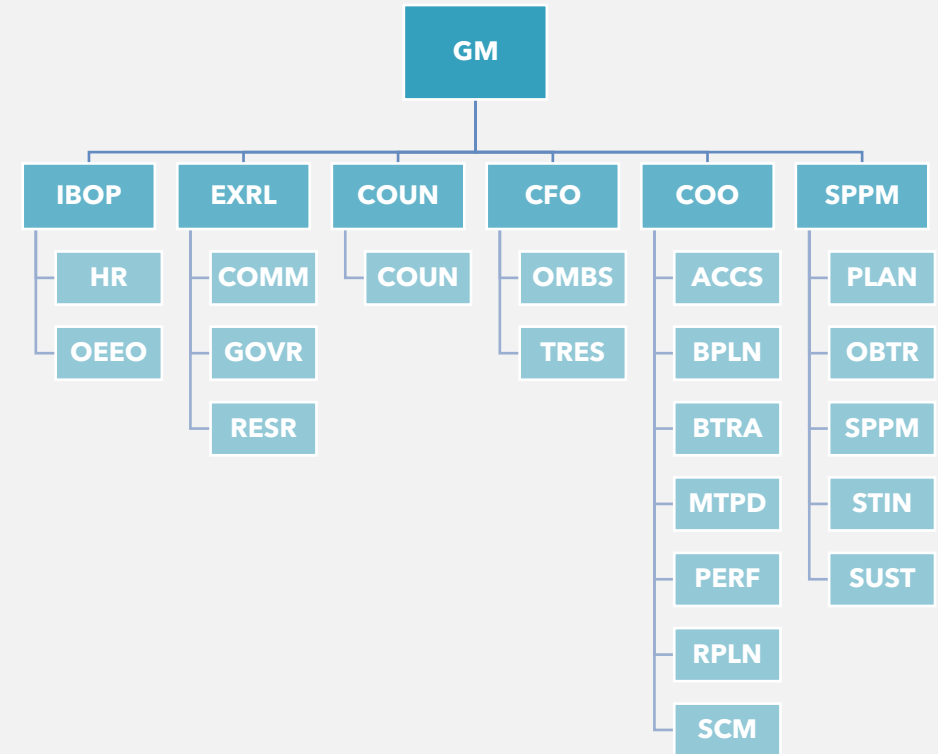 GM
IBOP
EXRL
COUN
CFO
COO
SPPM
HR
OEEO
COMM
GOVR
RESR
COUN
OMBS
TRES
ACCS
BPLN
BTRA
MTPD
PERF
RPLN
SCM
PLAN
OBTR
SPPM
STIN
SUST